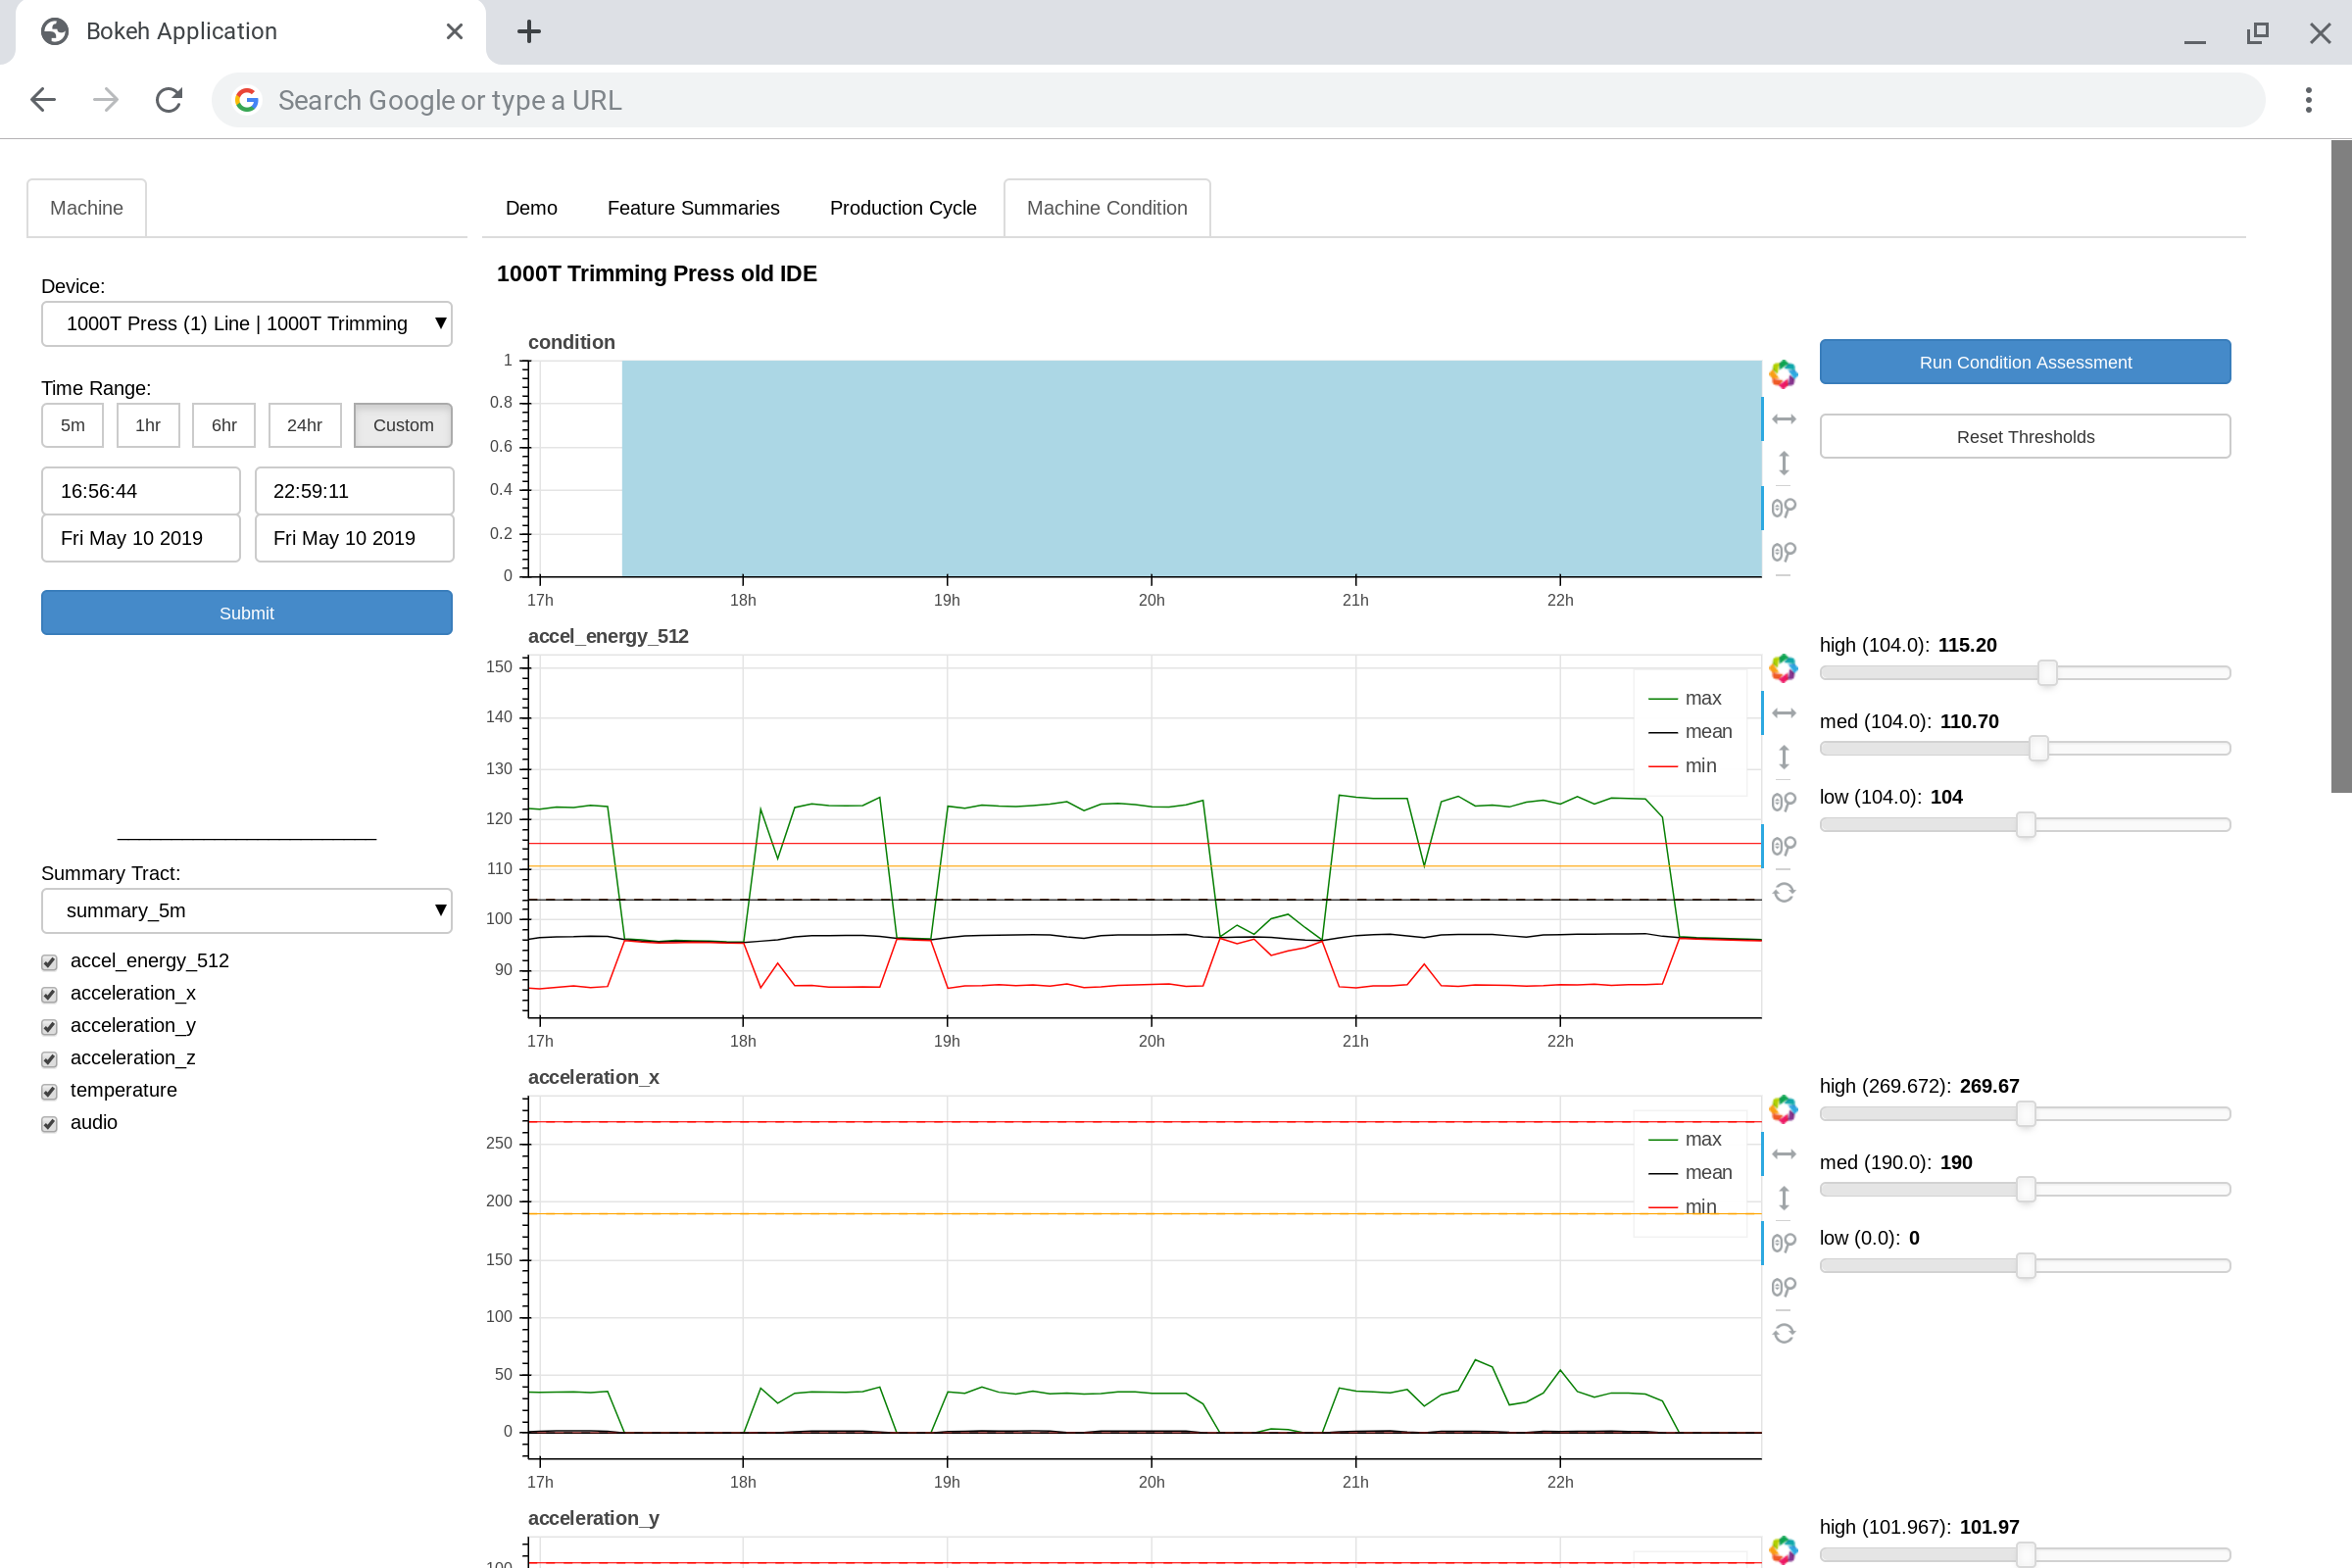 Bokeh Application
Search Google or type a URL
Machine
Demo
Feature Summaries
Production Cycle
Machine Condition
1000T Trimming Press old IDE
Device:
1000T Press (1) Line | 1000T Trimming
Time Range:
5m
1hr
6hr
24hr
Custom
16:56:44
22:59:11
Fri May 10 2019
Fri May 10 2019
Submit
Summary Tract:
summary_5m
accel_energy_512
acceleration_x
acceleration_y
acceleration_z
temperature
audio
condition
1
0.8
0.6
0.4
0.2
0
17h 18h 19h 20h 21h 22h
Run Condition Assessment
Reset Thresholds
accel_energy_512
150
140
130
120
110
100
90
max
mean
min
17h 18h 19h 20h 21h 22h
high (104.0): 115.20
med (104.0): 110.70
low (104.0): 104
acceleration_x
250
200
150
100
50
0
max
mean
min
17h 18h 19h 20h 21h 22h
high (269.672): 269.67
med (190.0): 190
low (0.0): 0
acceleration_y
100
high (101.967): 101.97